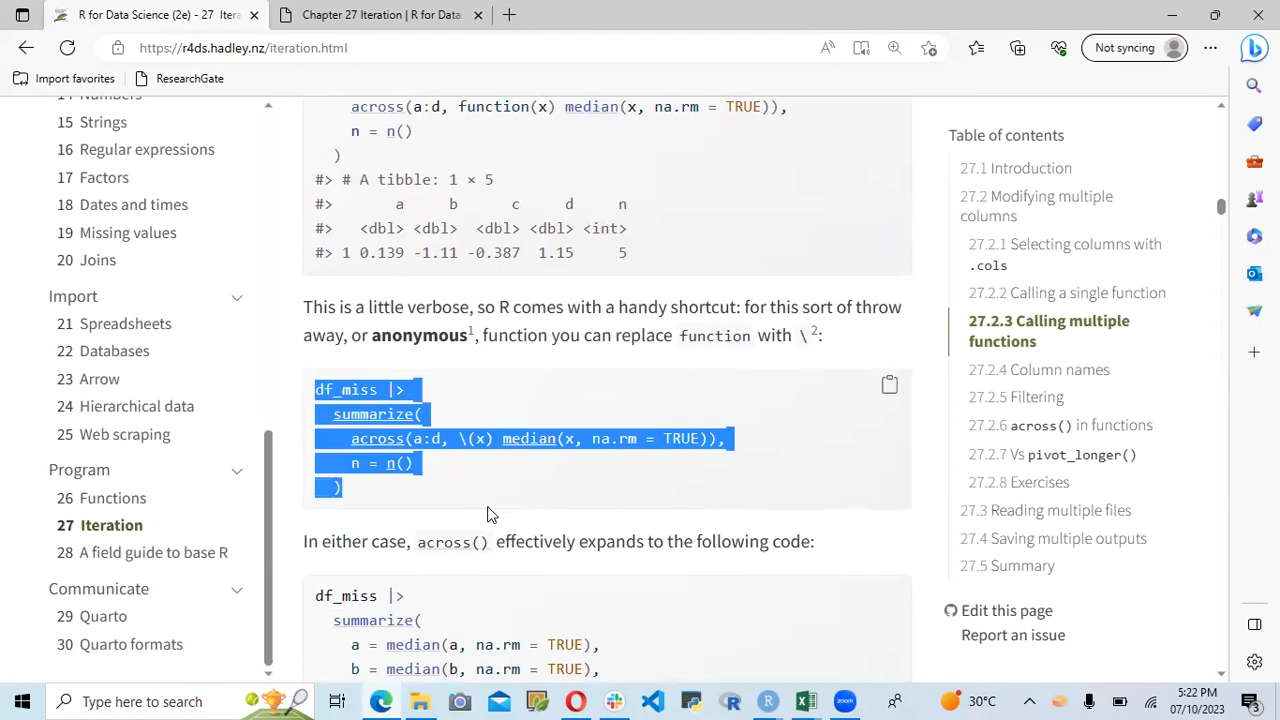 R for Data Science (2e) - 27 Itera
Chapter 27 Iteration | R for Data
https://r4ds.hadley.nz/iteration.html
Not syncing
Import favorites
ResearchGate
15 Strings
16 Regular expressions
17 Factors
18 Dates and times
19 Missing values
20 Joins
Import
21 Spreadsheets
22 Databases
23 Arrow
24 Hierarchical data
25 Web scraping
Program
26 Functions
27 Iteration
28 A field guide to base R
Communicate
29 Quarto
30 Quarto formats
across(a:d, function(x) median(x, na.rm = TRUE)),
n = n()
)
#> # A tibble: 1 × 5
#> a b c d n
#> <dbl> <dbl> <dbl> <dbl> <int>
#> 1 0.139 -1.11 -0.387 1.15 5
This is a little verbose, so R comes with a handy shortcut: for this sort of throw
away, or anonymous1, function you can replace function with \2:
df_miss |>
summarize(
across(a:d, \(x) median(x, na.rm = TRUE)),
n = n()
)
In either case, across() effectively expands to the following code:
df_miss |>
summarize(
a = median(a, na.rm = TRUE),
b = median(b, na.rm = TRUE),
Table of contents
27.1 Introduction
27.2 Modifying multiple
columns
27.2.1 Selecting columns with
.cols
27.2.2 Calling a single function
27.2.3 Calling multiple
functions
27.2.4 Column names
27.2.5 Filtering
27.2.6 across() in functions
27.2.7 Vs pivot_longer()
27.2.8 Exercises
27.3 Reading multiple files
27.4 Saving multiple outputs
27.5 Summary
Edit this page
Report an issue
Type here to search
30°C
5:22 PM
07/10/2023
3